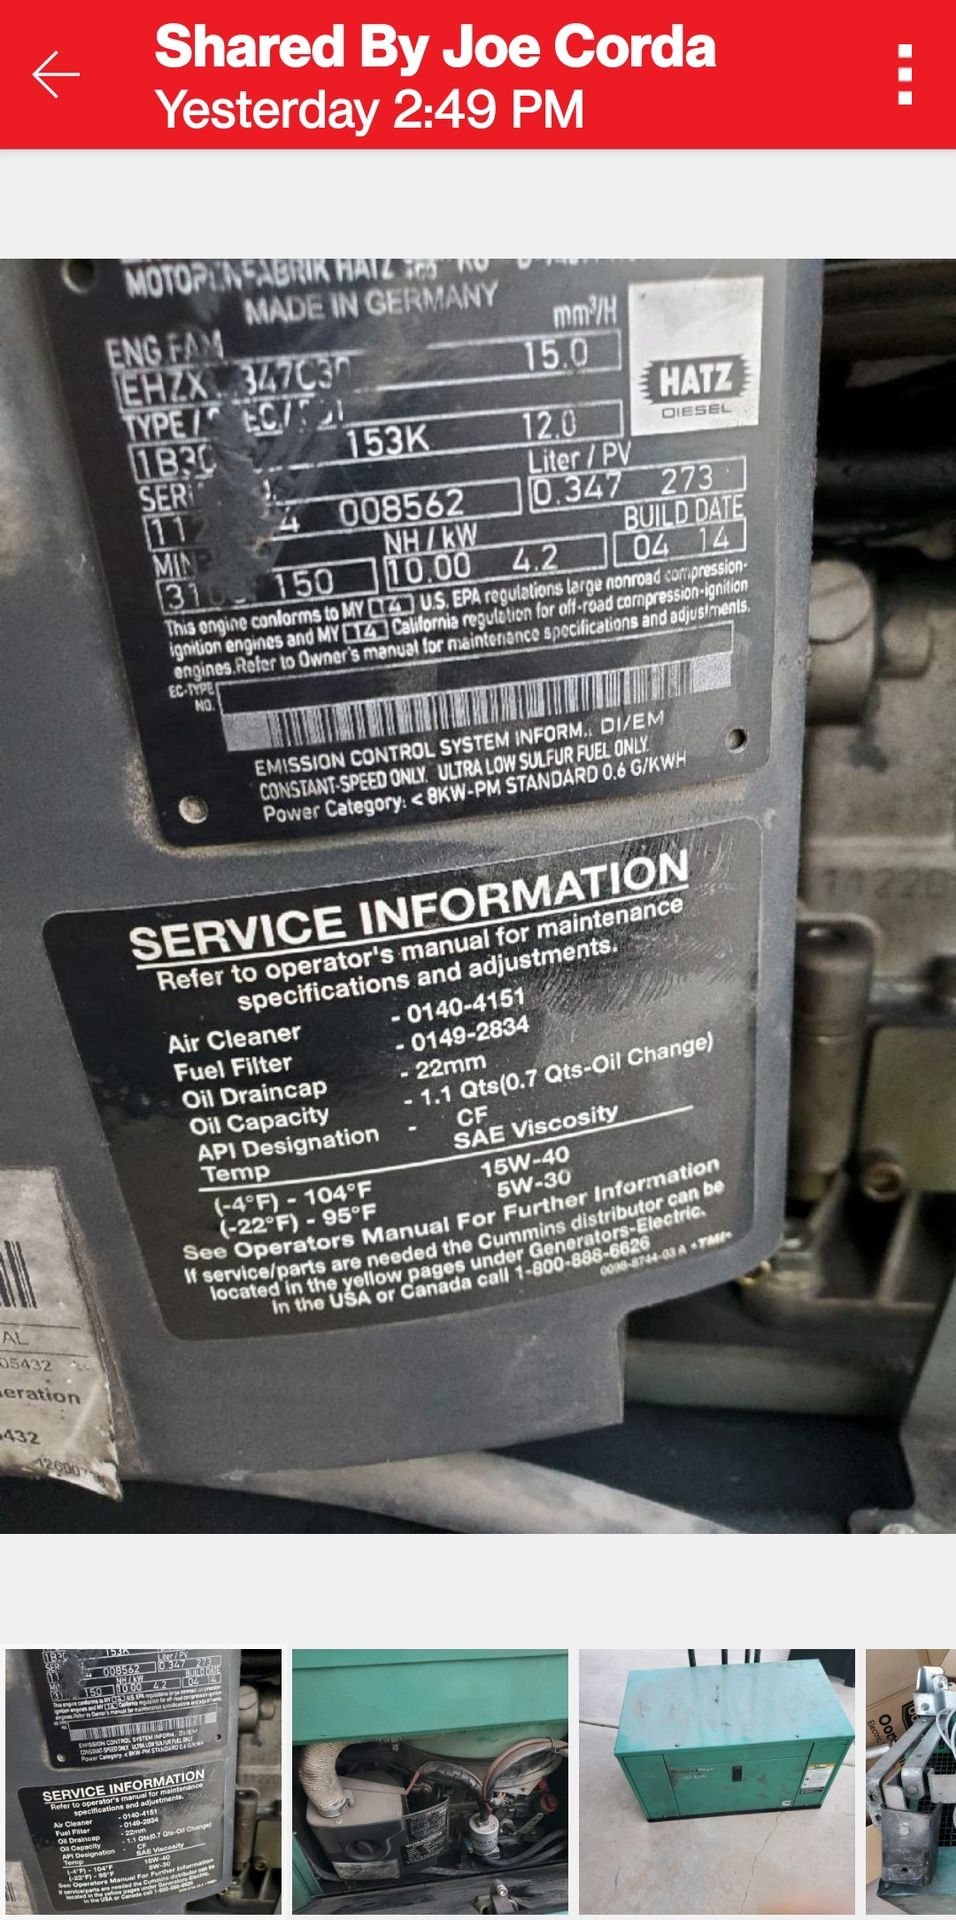 Shared By Joe Corda
Yesterday 2:49 PM
MADE IN GERMANY
mm³/H
ENG FAM
15.0
HATZ
DIESEL
153K
12.0
Liter / PV
008562
0.347 273
BUILD DATE
NH / kW
150
10.00 4.2
04 14
This engine conforms to MY 14 U.S. EPA regulations large nonroad compression-
ignition engines and MY 14 California regulation for off-road compression-ignition
engines.Refer to Owner's manual for maintenance specifications and adjustments.
EC-TYPE
NO.
EMISSION CONTROL SYSTEM INFORM.. DI/EM
CONSTANT-SPEED ONLY. ULTRA LOW SULFUR FUEL ONLY.
Power Category: < 8KW-PM STANDARD 0.6 G/KWH
SERVICE INFORMATION
Refer to operator's manual for maintenance
specifications and adjustments.
Air Cleaner - 0140-4151
Fuel Filter - 0149-2834
Oil Draincap - 22mm
Oil Capacity - 1.1 Qts(0.7 Qts-Oil Change)
API Designation - CF
Temp SAE Viscosity
(-4°F) - 104°F 15W-40
(-22°F) - 95°F 5W-30
See Operators Manual For Further Information
If service/parts are needed the Cummins distributor can be
located in the yellow pages under Generators-Electric.
In the USA or Canada call 1-800-888-6626
0098-8744-03 A
AL
05432
eration
432